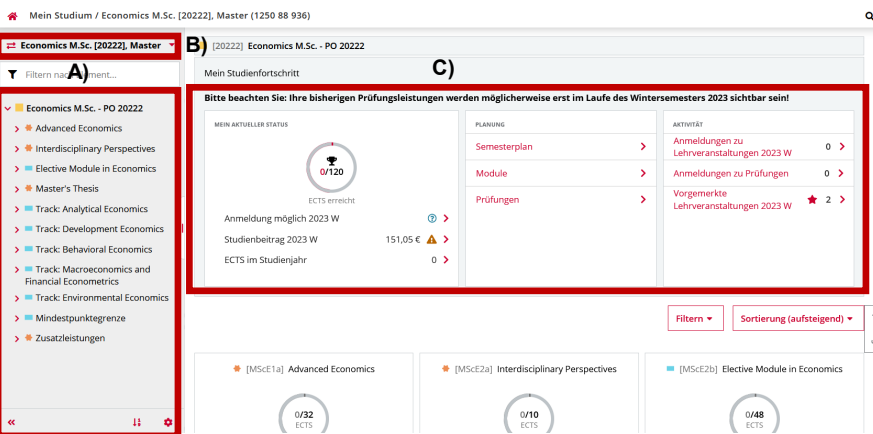 Mein Studium / Economics M.Sc. [20222], Master (1250 88 936)
Economics M.Sc. [20222], Master
B)
[20222] Economics M.Sc. - PO 20222
Filtern nach Element...
A)
Mein Studienfortschritt
C)
Economics M.Sc. - PO 20222
Advanced Economics
Interdisciplinary Perspectives
Elective Module in Economics
Master's Thesis
Track: Analytical Economics
Track: Development Economics
Track: Behavioral Economics
Track: Macroeconomics and
Financial Econometrics
Track: Environmental Economics
Mindestpunktegrenze
Zusatzleistungen
Bitte beachten Sie: Ihre bisherigen Prüfungsleistungen werden möglicherweise erst im Laufe des Wintersemesters 2023 sichtbar sein!
MEIN AKTUELLER STATUS
0/120
ECTS erreicht
Anmeldung möglich 2023 W
Studienbeitrag 2023 W 151,05 €
ECTS im Studienjahr 0
PLANUNG
Semesterplan
Module
Prüfungen
AKTIVITÄT
Anmeldungen zu
Lehrveranstaltungen 2023 W 0
Anmeldungen zu Prüfungen 0
Vorgemerkte
Lehrveranstaltungen 2023 W 2
Filtern
Sortierung (aufsteigend)
[MScE1a] Advanced Economics
0/32
ECTS
[MScE2a] Interdisciplinary Perspectives
0/10
ECTS
[MScE2b] Elective Module in Economics
0/48
ECTS